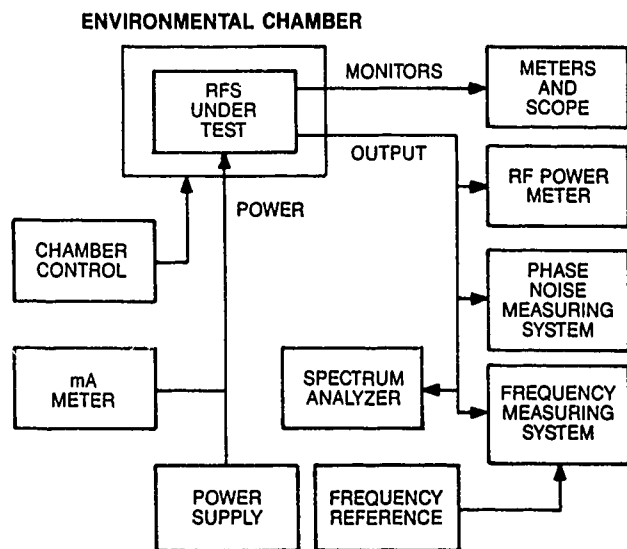 ENVIRONMENTAL CHAMBER
RFS
UNDER
TEST
MONITORS
METERS
AND
SCOPE
OUTPUT
RF POWER
METER
POWER
CHAMBER
CONTROL
PHASE
NOISE
MEASURING
SYSTEM
mA
METER
SPECTRUM
ANALYZER
FREQUENCY
MEASURING
SYSTEM
POWER
SUPPLY
FREQUENCY
REFERENCE